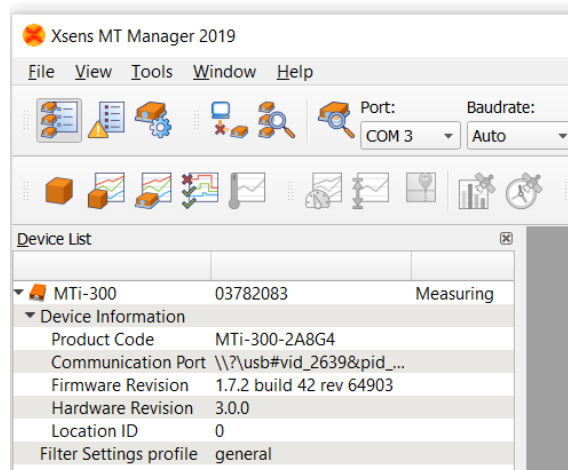 Xsens MT Manager 2019
File View Tools Window Help
Port: Baudrate:
COM 3 Auto
Device List
MTi-300 03782083 Measuring
Device Information
Product Code MTi-300-2A8G4
Communication Port \\?\usb#vid_2639&pid_...
Firmware Revision 1.7.2 build 42 rev 64903
Hardware Revision 3.0.0
Location ID 0
Filter Settings profile general